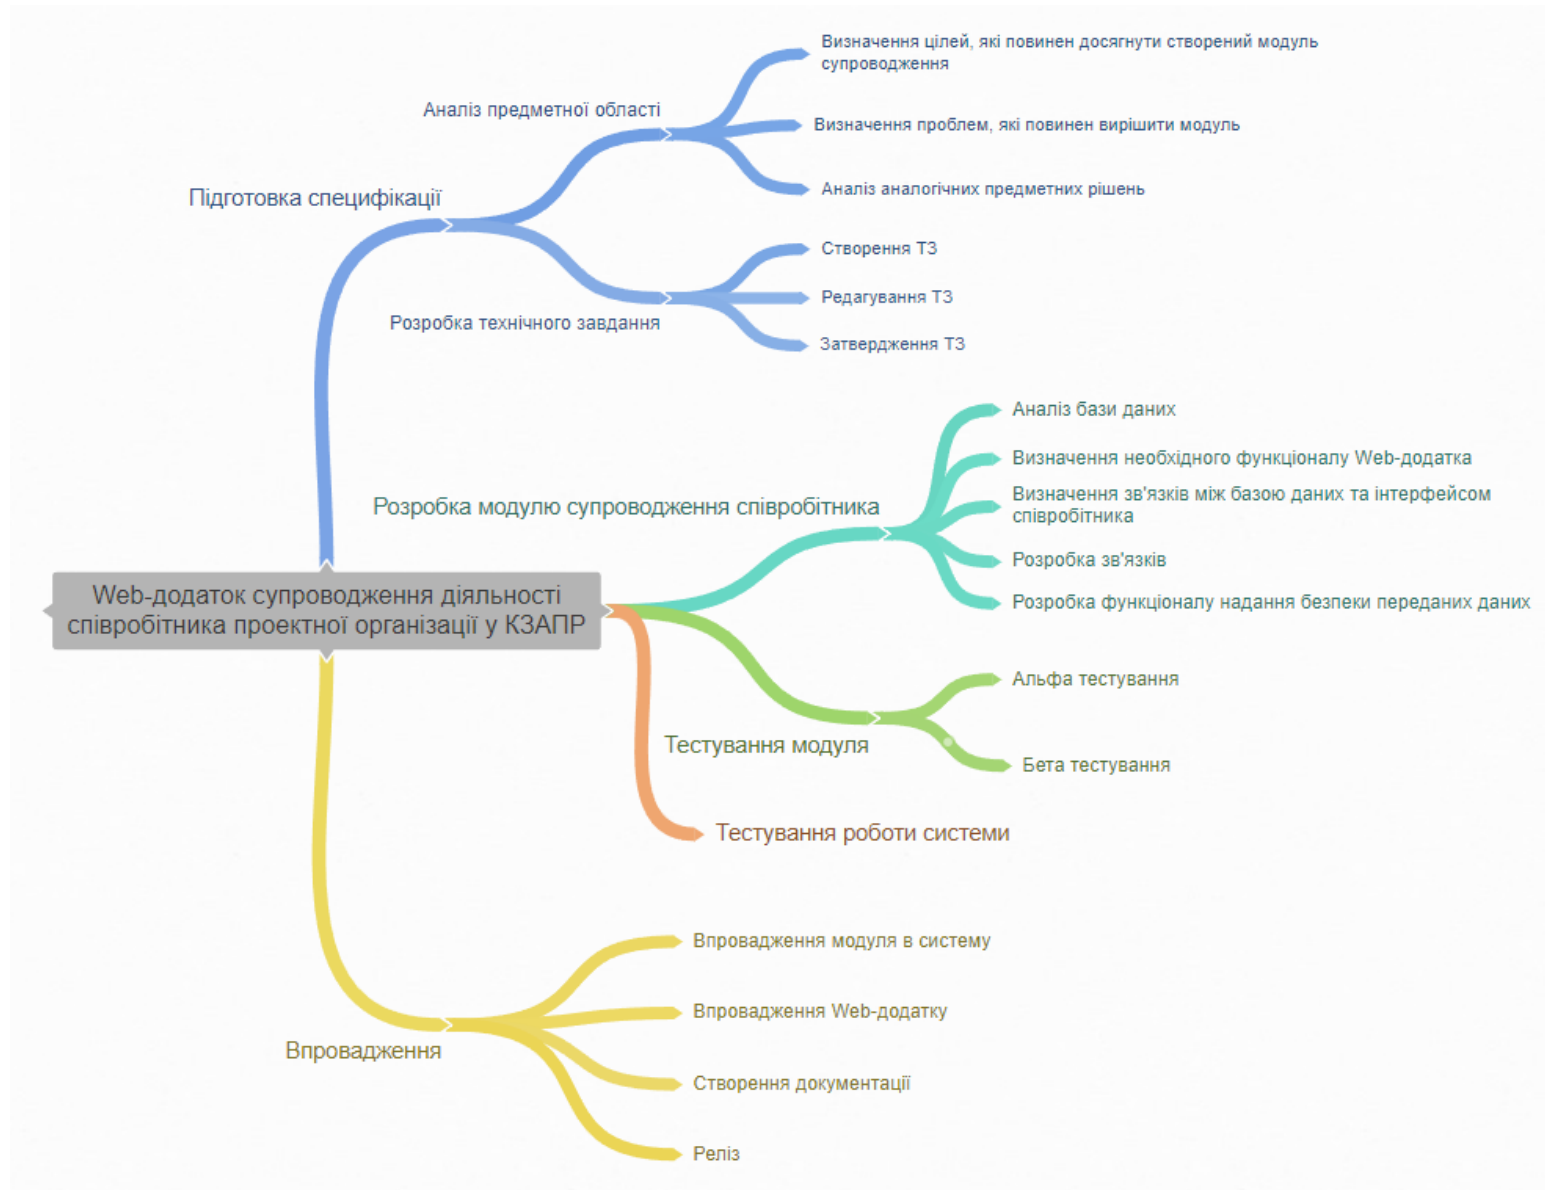 Визначення цілей, які повинен досягнути створений модуль
супроводження
Аналіз предметної області
Визначення проблем, які повинен вирішити модуль
Аналіз аналогічних предметних рішень
Підготовка специфікації
Створення ТЗ
Редагування ТЗ
Розробка технічного завдання
Затвердження ТЗ
Аналіз бази даних
Визначення необхідного функціоналу Web-додатка
Визначення зв'язків між базою даних та інтерфейсом
співробітника
Розробка модулю супроводження співробітника
Розробка зв'язків
Розробка функціоналу надання безпеки переданих даних
Web-додаток супроводження діяльності
співробітника проектної організації у КЗАПР
Альфа тестування
Тестування модуля
Бета тестування
Тестування роботи системи
Впровадження модуля в систему
Впровадження Web-додатку
Впровадження
Створення документації
Реліз